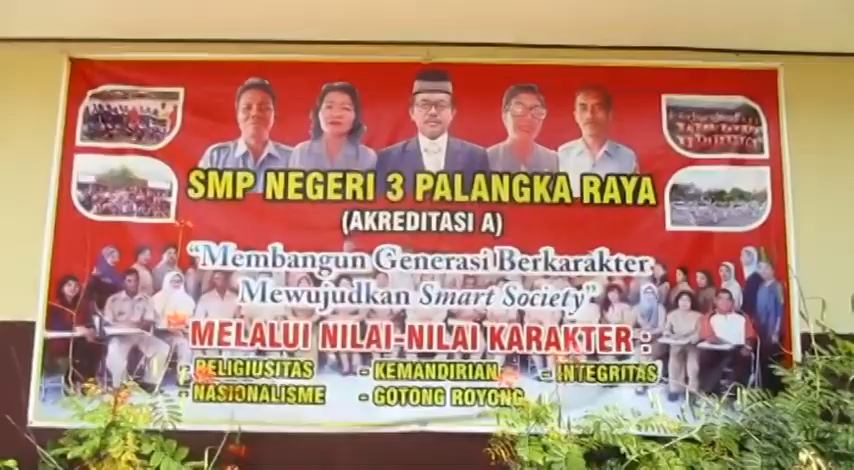 SMP NEGERI 3 PALANGKA RAYA
(AKREDITASI A)
"Membangun Generasi Berkarakter
Mewujudkan Smart Society"
MELALUI NILAI-NILAI KARAKTER :
- RELIGIUSITAS - KEMANDIRIAN - INTEGRITAS
- NASIONALISME - GOTONG ROYONG